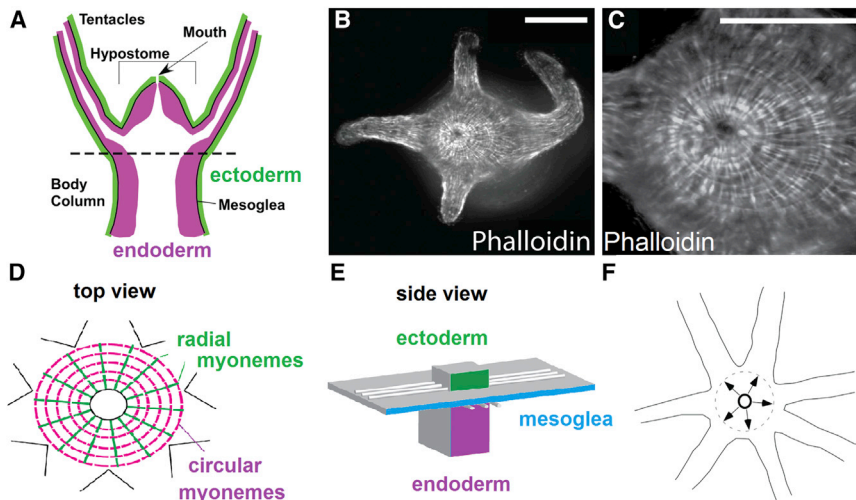 A
Tentacles
Hypostome
Mouth
Body
Column
ectoderm
Mesoglea
endoderm
B
Phalloidin
C
Phalloidin
D
top view
radial
myonemes
circular
myonemes
E
side view
ectoderm
mesoglea
endoderm
F